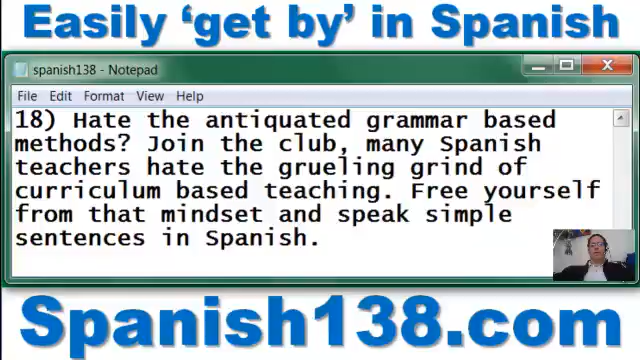 Easily ‘get by’ in Spanish
spanish138 - Notepad
File Edit Format View Help
18) Hate the antiquated grammar based
methods? Join the club, many Spanish
teachers hate the grueling grind of
curriculum based teaching. Free yourself
from that mindset and speak simple
sentences in Spanish.
Spanish138.com